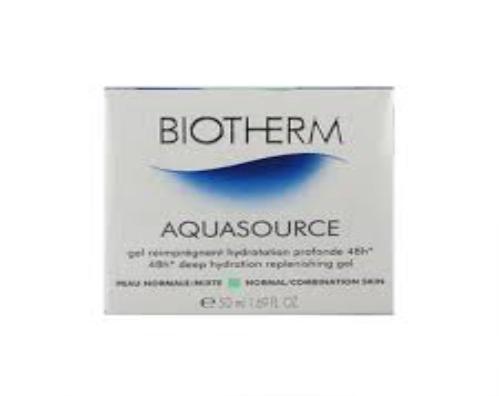 BIOTHERM
AQUASOURCE
gel réimprégnant hydratation profonde 48h*
48h* deep hydration replenishing gel
PEAU NORMALE/MIXTE NORMAL/COMBINATION SKIN
℮ 50 ml 1.69 FL. OZ